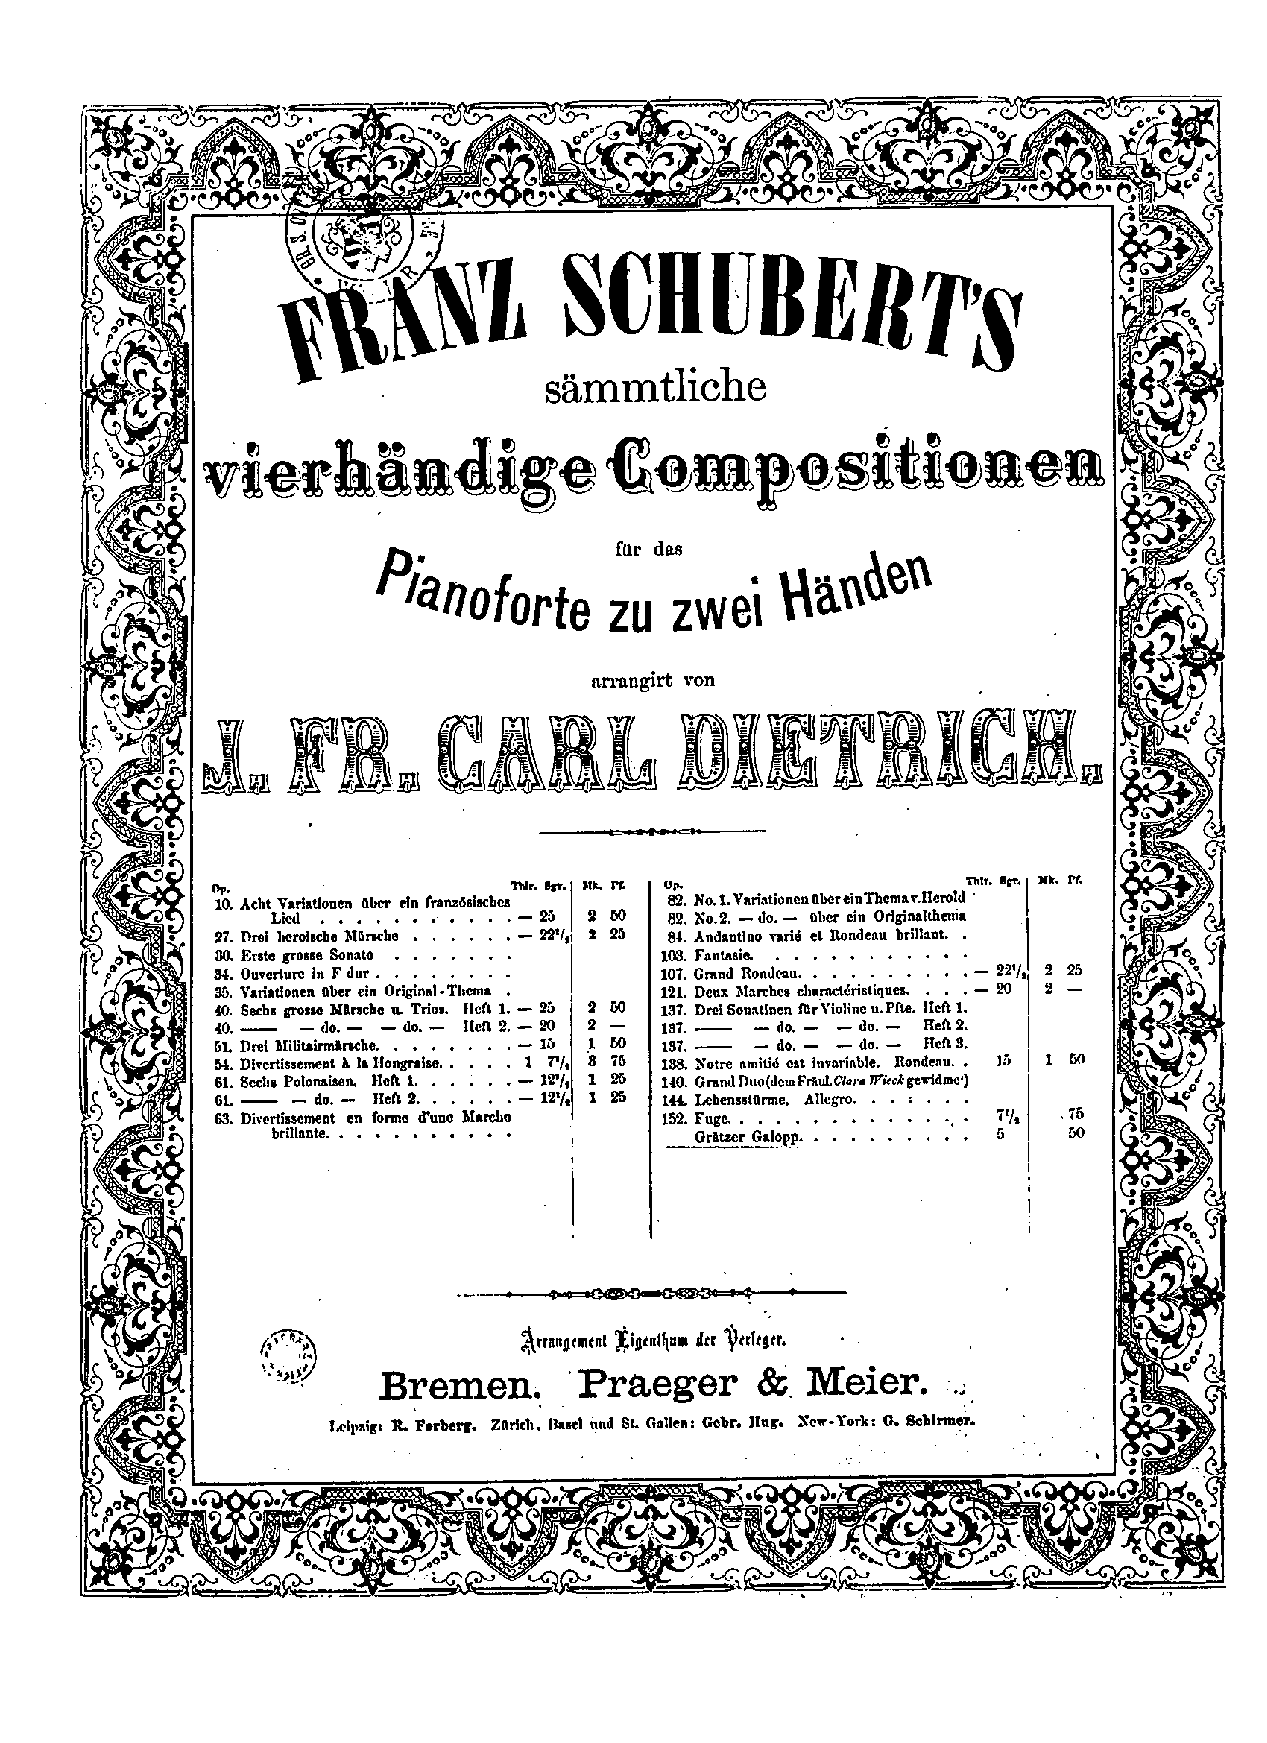 FRANZ SCHUBERT'S
sämmtliche
vierhändige Compositionen
für das
Pianoforte zu zwei Händen
arrangirt von
J. FR. CARL DIETRICH.
Op. Thlr. Sgr. Mk. Pf.
10. Acht Variationen über ein französisches
Lied . . . . . . . . . . . — 25 2 50
27. Drei heroische Märsche . . . . . . — 22½ 2 25
30. Erste grosse Sonate . . . . . . .
34. Ouverture in F dur . . . . . . . .
35. Variationen über ein Original-Thema .
40. Sechs grosse Märsche u. Trios. Heft 1. — 25 2 50
40. —— — do. — — do. — Heft 2. — 20 2 —
51. Drei Militairmärsche. . . . . . . . — 15 1 50
54. Divertissement à la Hongraise. . . . . 1 7½ 3 75
61. Sechs Polonaisen. Heft 1. . . . . . — 12½ 1 25
61. —— — do. — Heft 2. . . . . . — 12½ 1 25
63. Divertissement en forme d'une Marche
brillante. . . . . . . . . . .
Op. Thlr. Sgr. Mk. Pf.
82. No. 1. Variationen über ein Thema v. Herold
82. No. 2. — do. — über ein Originalthema
84. Andantino varié et Rondeau brillant. .
103. Fantasie. . . . . . . . . . . .
107. Grand Rondeau. . . . . . . . . . — 22½ 2 25
121. Deux Marches charactéristiques. . . . — 20 2 —
137. Drei Sonatinen für Violine u. Pfte. Heft 1.
137. —— — do. — — do. — Heft 2.
137. —— — do. — — do. — Heft 3.
138. Notre amitié est invariable. Rondeau. . 15 1 50
140. Grand Duo (dem Fräul. Clara Wieck gewidmet)
144. Lebensstürme, Allegro. . . . . .
152. Fuge. . . . . . . . . . . . . . 7½ 75
Grätzer Galopp. . . . . . . . . . 5 50
Arrangement Eigenthum der Verleger.
Bremen, Praeger & Meier.
Leipzig: R. Forberg. Zürich, Basel und St. Gallen: Gebr. Hug. New-York: G. Schirmer.